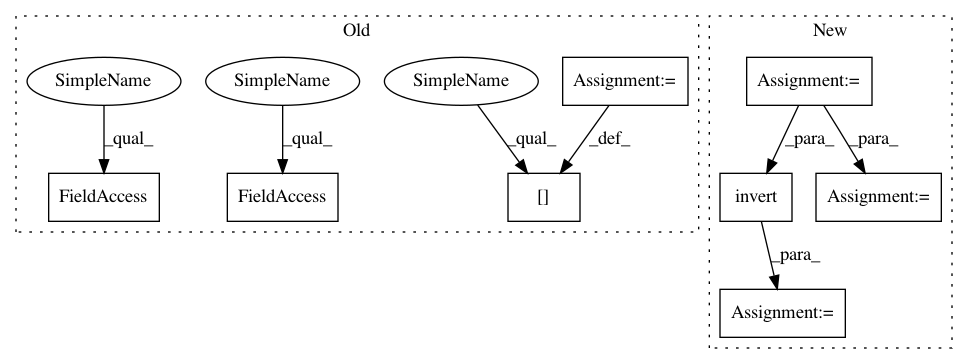 Old
New
SimpleName
SimpleName
SimpleName
Assignment:=
Assignment:=
_qual_
_qual_
_qual_
_def_
_para_
_para_
FieldAccess
FieldAccess
[]
invert
Assignment:=
_para_
Assignment:=